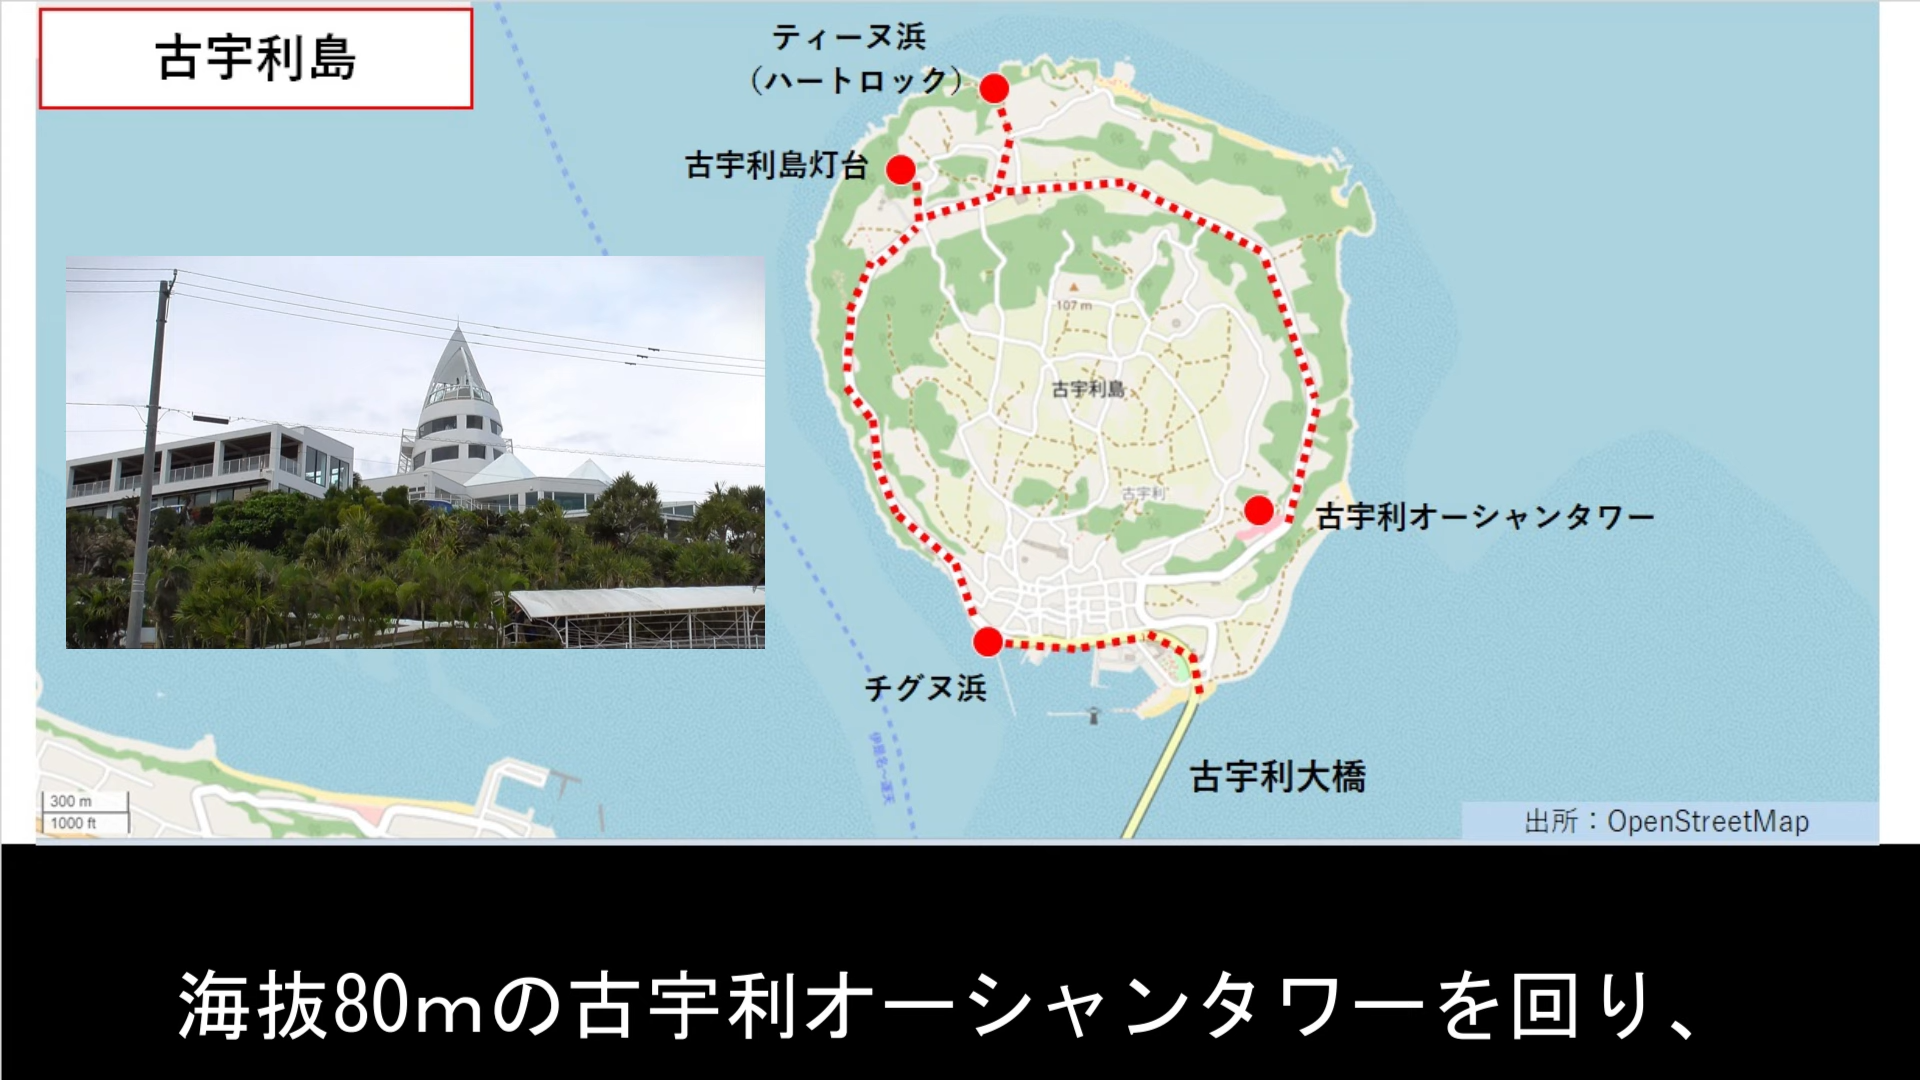 古宇利島
ティーヌ浜
（ハートロック）
古宇利島灯台
107 m
古宇利島
古宇利
古宇利オーシャンタワー
チグヌ浜
古宇利大橋
300 m
1000 ft
出所：OpenStreetMap
海抜80ｍの古宇利オーシャンタワーを回り、